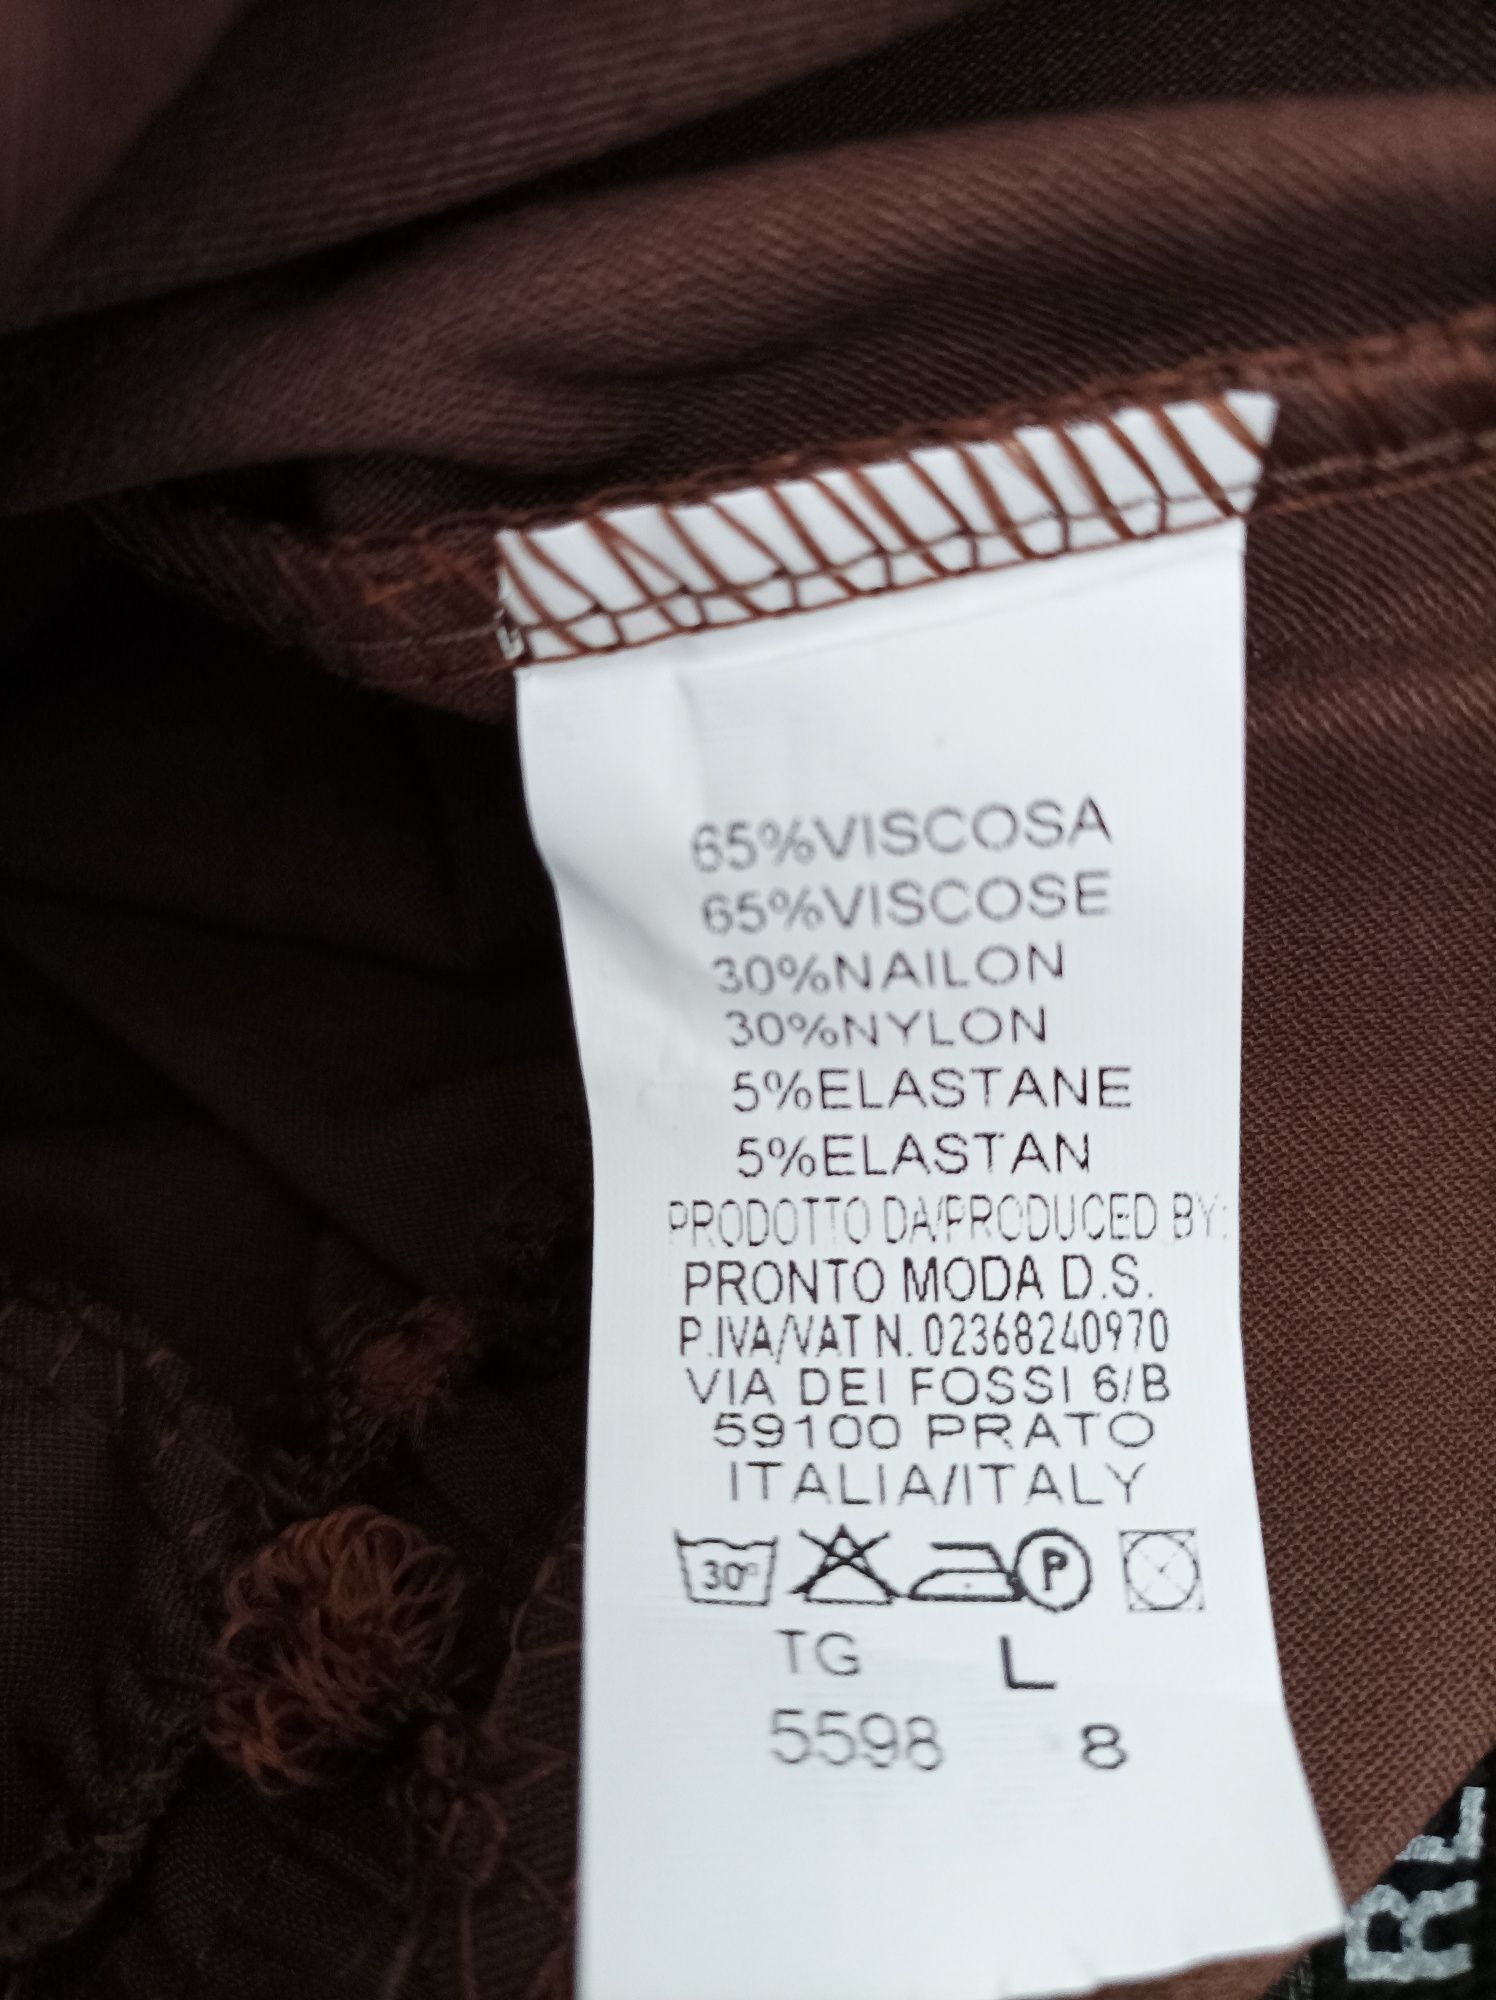 65%VISCOSA
65%VISCOSE
30%NAILON
30%NYLON
5%ELASTANE
5%ELASTAN
PRODOTTO DA/PRODUCED BY:
PRONTO MODA D.S.
P.IVA/VAT N. 02368240970
VIA DEI FOSSI 6/B
59100 PRATO
ITALIA/ITALY
30° P
TG L
5598 8
RL